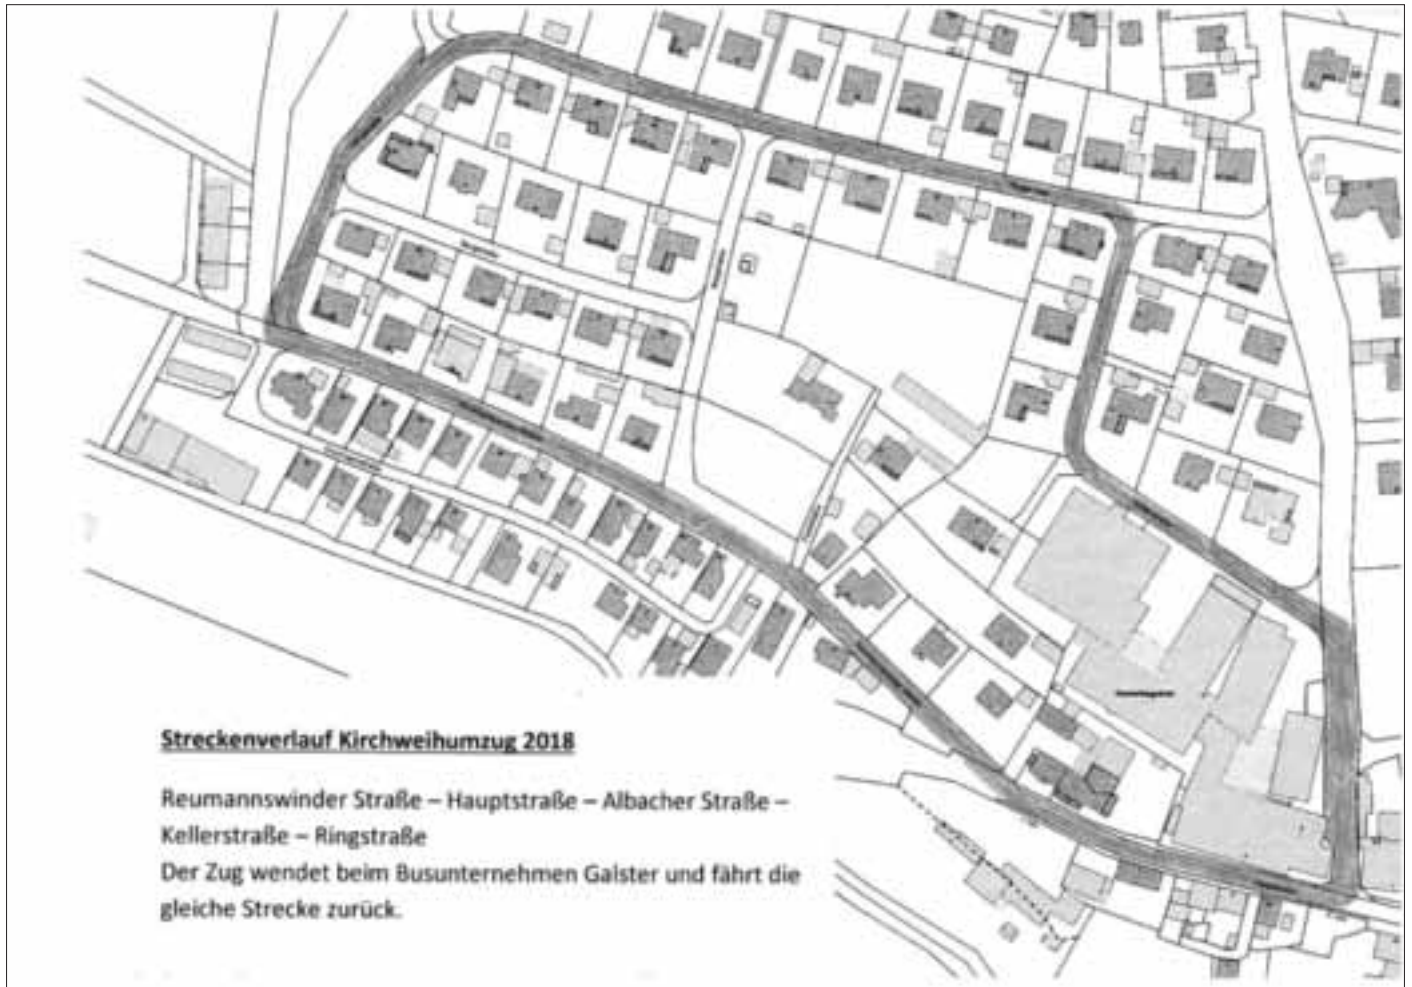 Streckenverlauf Kirchweihumzug 2018
Reumannswinder Straße – Hauptstraße – Albacher Straße –
Kellerstraße – Ringstraße
Der Zug wendet beim Busunternehmen Galster und fährt die
gleiche Strecke zurück.